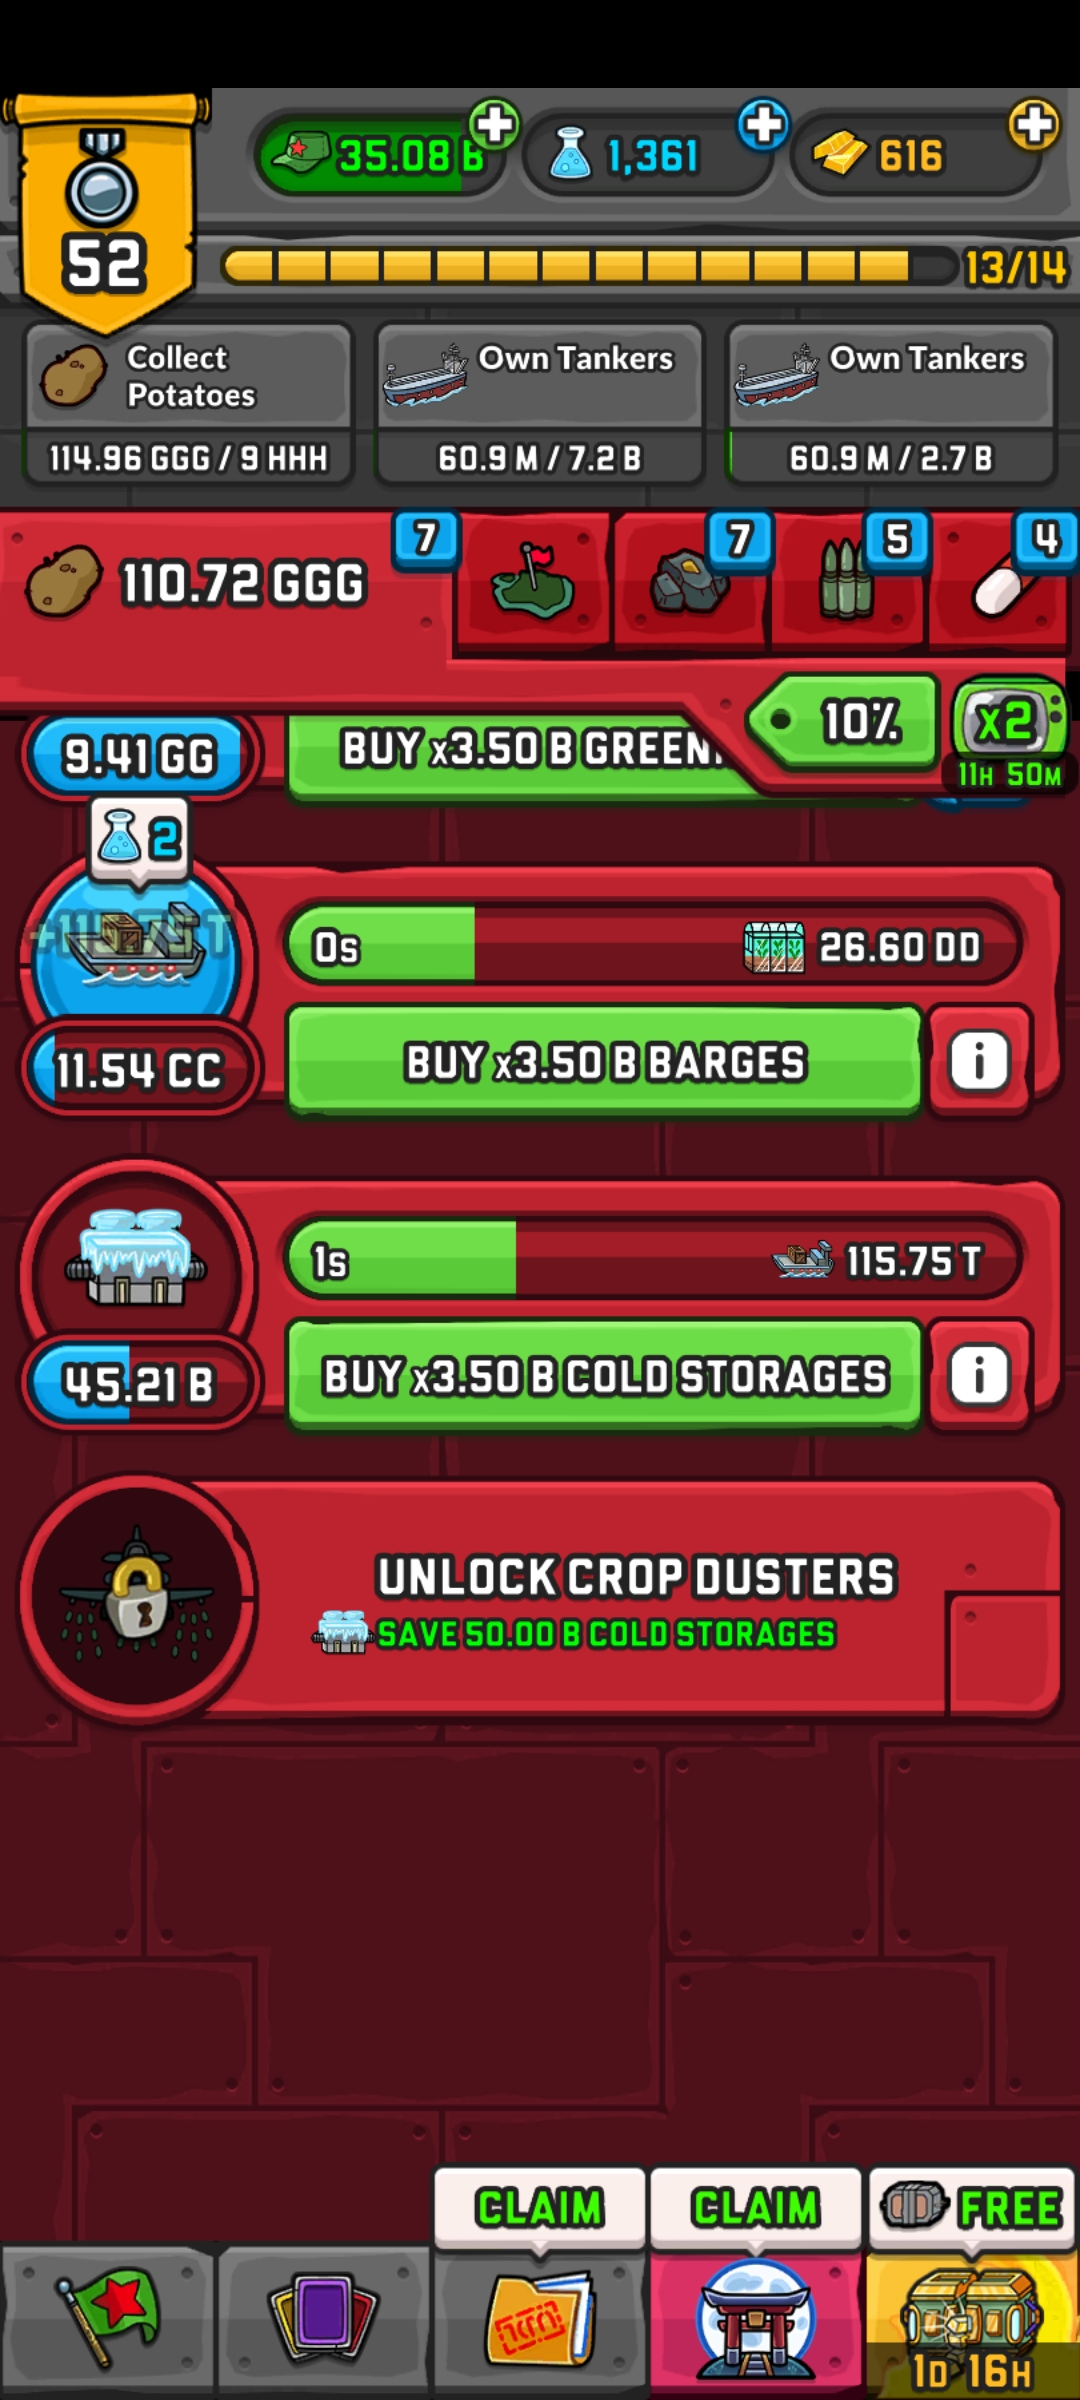 35.08 B
1,361
616
52
13/14
Collect
Potatoes
Own Tankers
Own Tankers
114.96 GGG / 9 HHH
60.9 M / 7.2 B
60.9 M / 2.7 B
110.72 GGG
7
7
5
4
10%
x2
11H 50M
9.41 GG
BUY x3.50 B
2
+115.75 T
0s
26.60 DD
11.54 CC
BUY x3.50 B BARGES
i
1s
115.75 T
45.21 B
BUY x3.50 B COLD STORAGES
i
UNLOCK CROP DUSTERS
SAVE 50.00 B COLD STORAGES
CLAIM
CLAIM
FREE
1D 16H